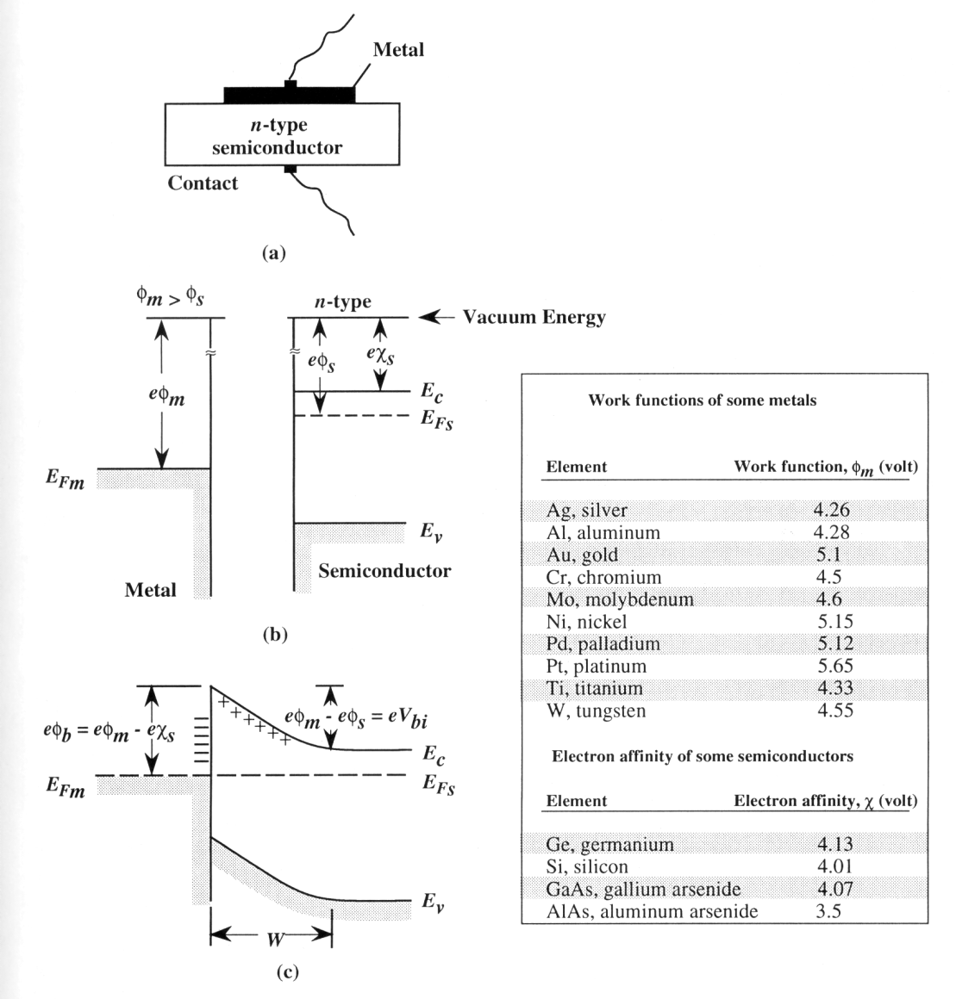 Metal
n-type
semiconductor
Contact
(a)
ϕm > ϕs
n-type
Vacuum Energy
eϕm
eϕs
eχs
Ec
EFs
EFm
Ev
Semiconductor
Metal
(b)
eϕb = eϕm - eχs
eϕm - eϕs = eVbi
Ec
EFm
EFs
Ev
W
(c)
Work functions of some metals
Element Work function, ϕm (volt)
Ag, silver 4.26
Al, aluminum 4.28
Au, gold 5.1
Cr, chromium 4.5
Mo, molybdenum 4.6
Ni, nickel 5.15
Pd, palladium 5.12
Pt, platinum 5.65
Ti, titanium 4.33
W, tungsten 4.55
Electron affinity of some semiconductors
Element Electron affinity, χ (volt)
Ge, germanium 4.13
Si, silicon 4.01
GaAs, gallium arsenide 4.07
AlAs, aluminum arsenide 3.5